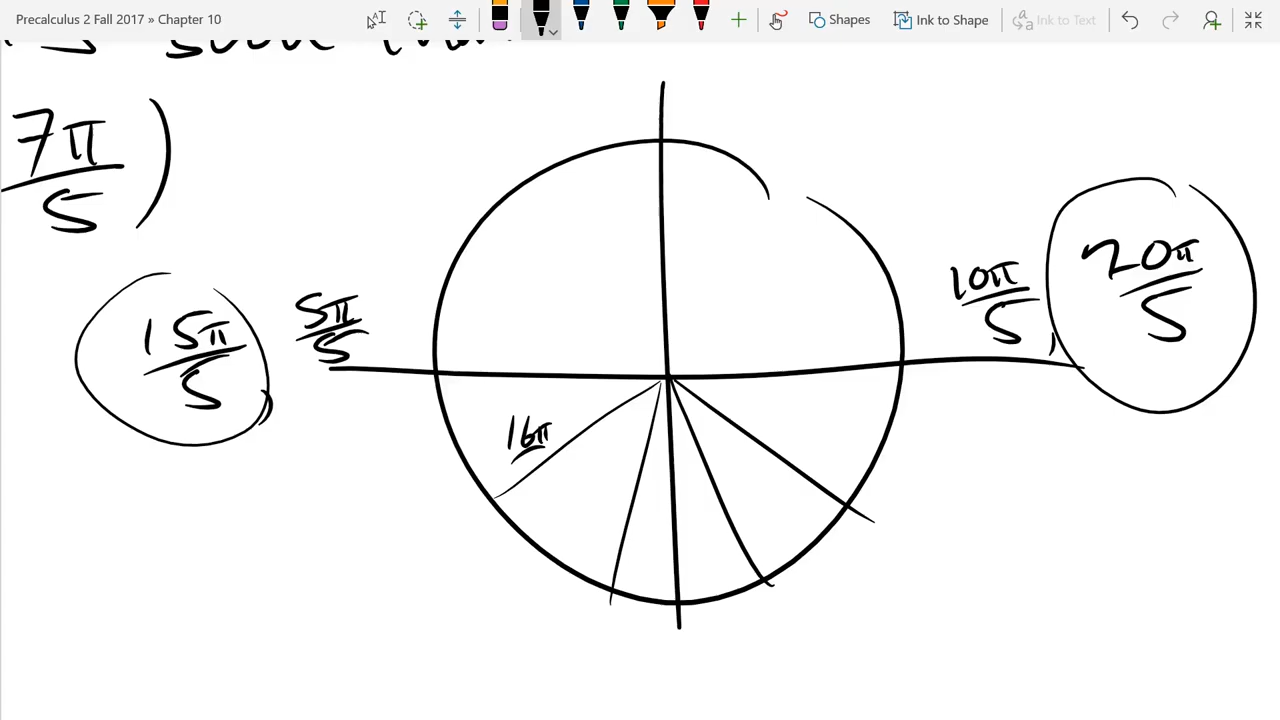 Precalculus 2 Fall 2017 » Chapter 10
Shapes
Ink to Shape
Ink to Text
7π/5)
15π/5,
5π/5
10π/5,
20π/5
16π